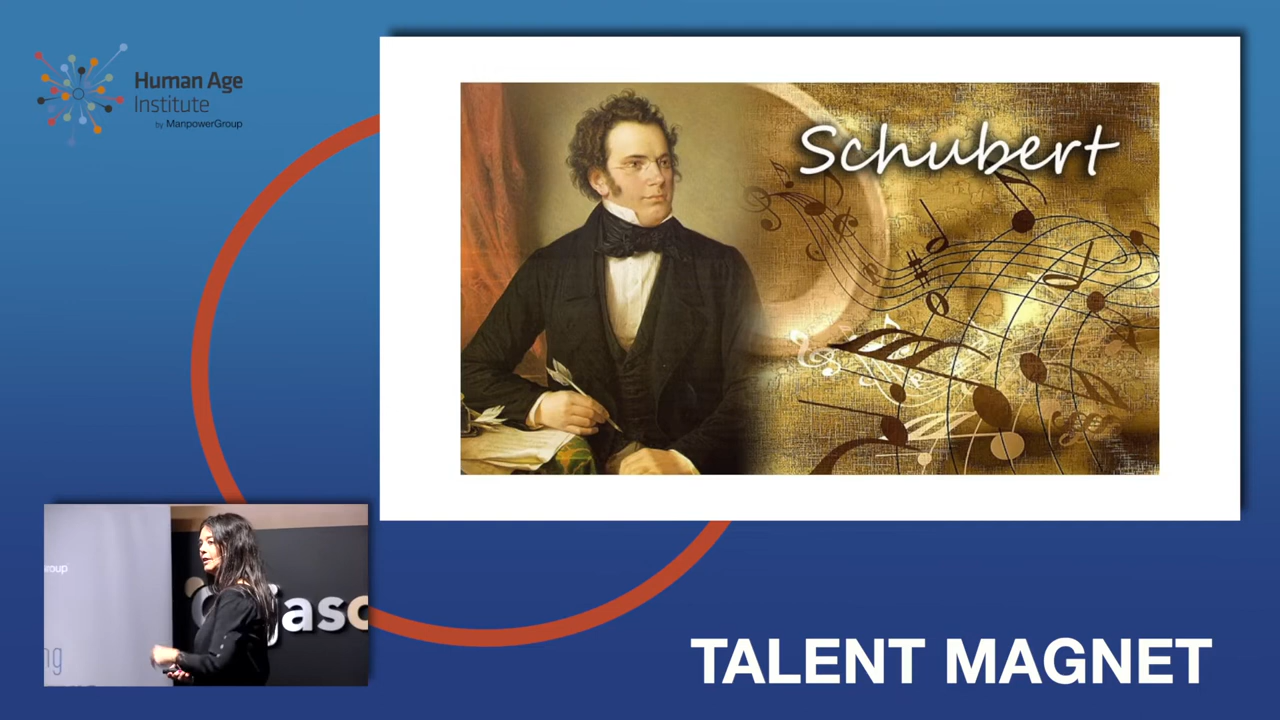 Human Age
Institute
by ManpowerGroup
Schubert
TALENT MAGNET